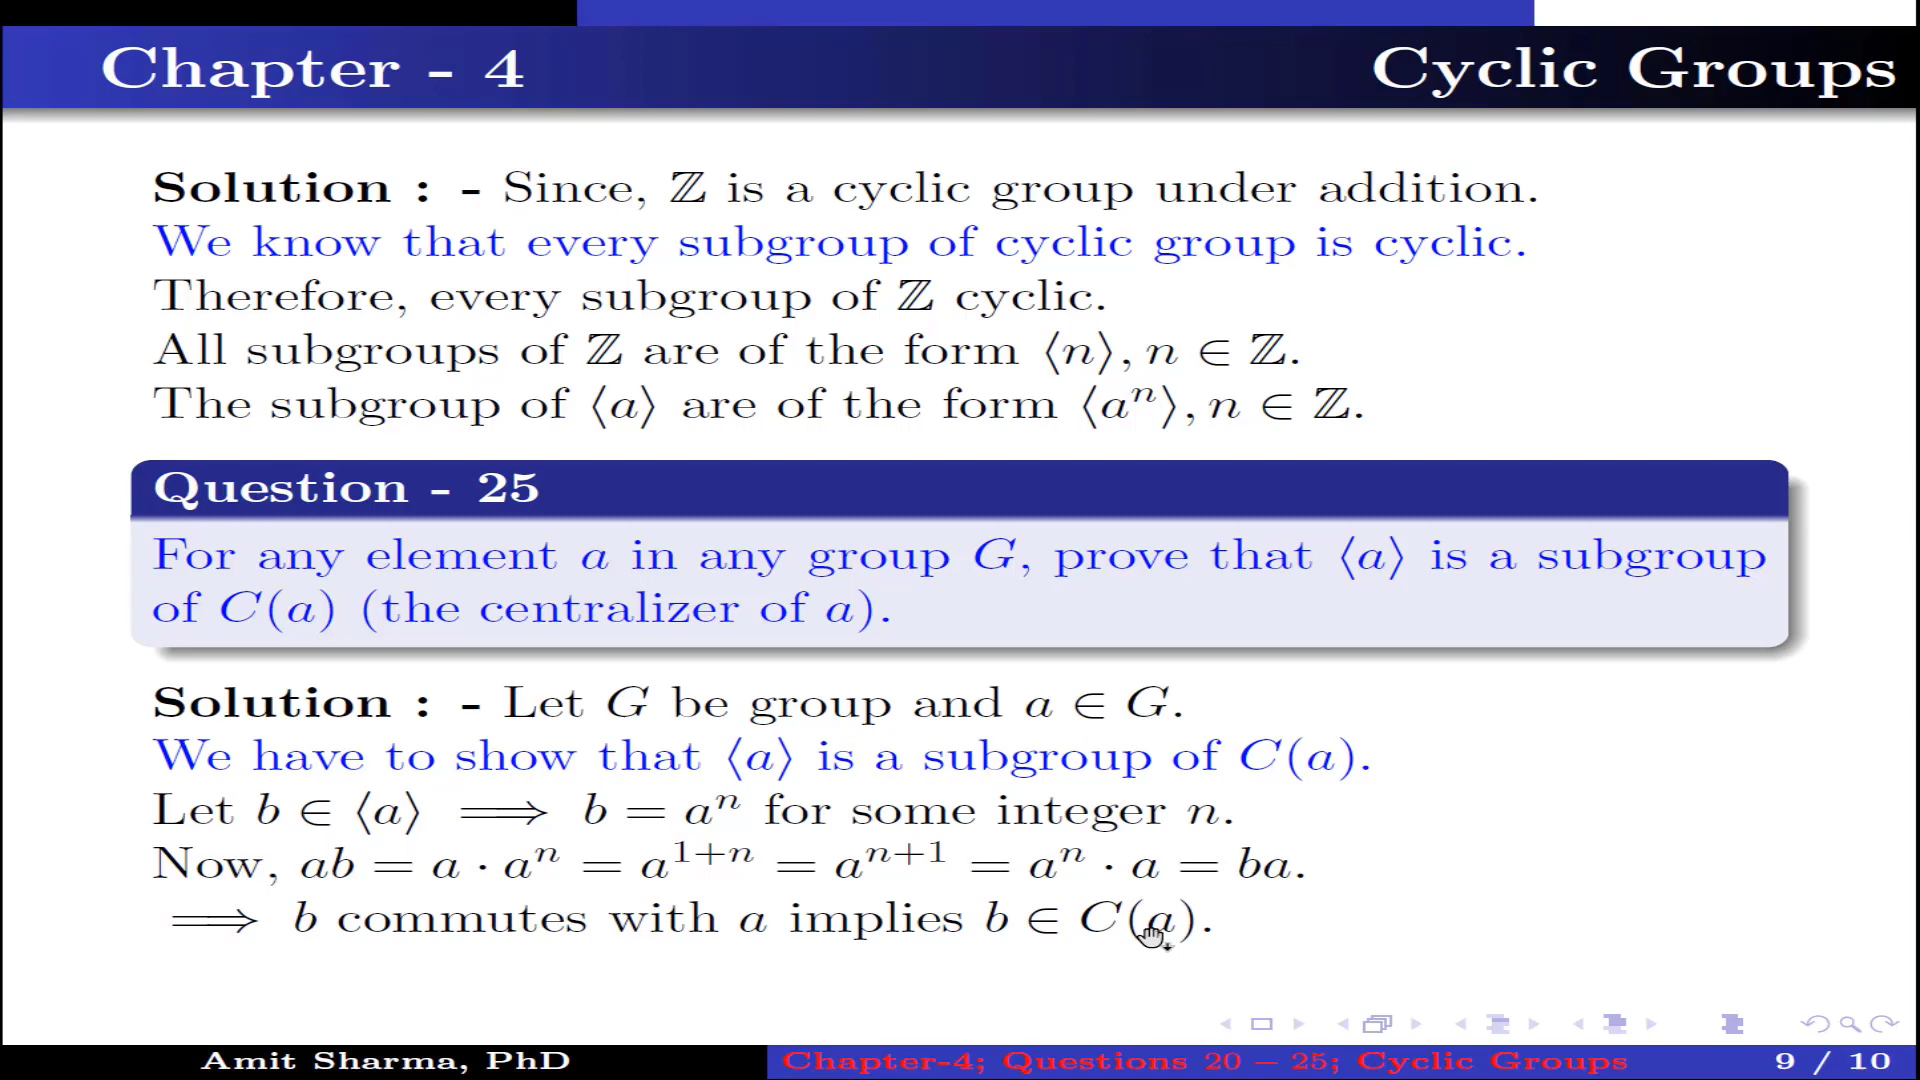 Chapter - 4 Cyclic Groups
Solution : - Since, ℤ is a cyclic group under addition.
We know that every subgroup of cyclic group is cyclic.
Therefore, every subgroup of ℤ cyclic.
All subgroups of ℤ are of the form ⟨n⟩, n ∈ ℤ.
The subgroup of ⟨a⟩ are of the form ⟨aⁿ⟩, n ∈ ℤ.
Question - 25
For any element a in any group G, prove that ⟨a⟩ is a subgroup
of C(a) (the centralizer of a).
Solution : - Let G be group and a ∈ G.
We have to show that ⟨a⟩ is a subgroup of C(a).
Let b ∈ ⟨a⟩ ⟹ b = aⁿ for some integer n.
Now, ab = a · aⁿ = a¹⁺ⁿ = aⁿ⁺¹ = aⁿ · a = ba.
⟹ b commutes with a implies b ∈ C(a).
Amit Sharma, PhD Chapter-4; Questions 20 – 25; Cyclic Groups 9 / 10